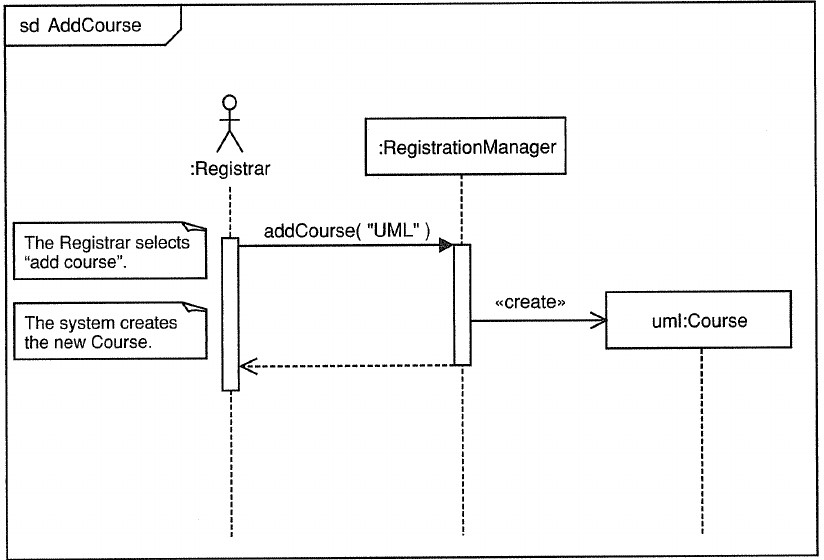 sd AddCourse
:Registrar
:RegistrationManager
The Registrar selects
“add course”.
addCourse( "UML" )
The system creates
the new Course.
«create»
uml:Course